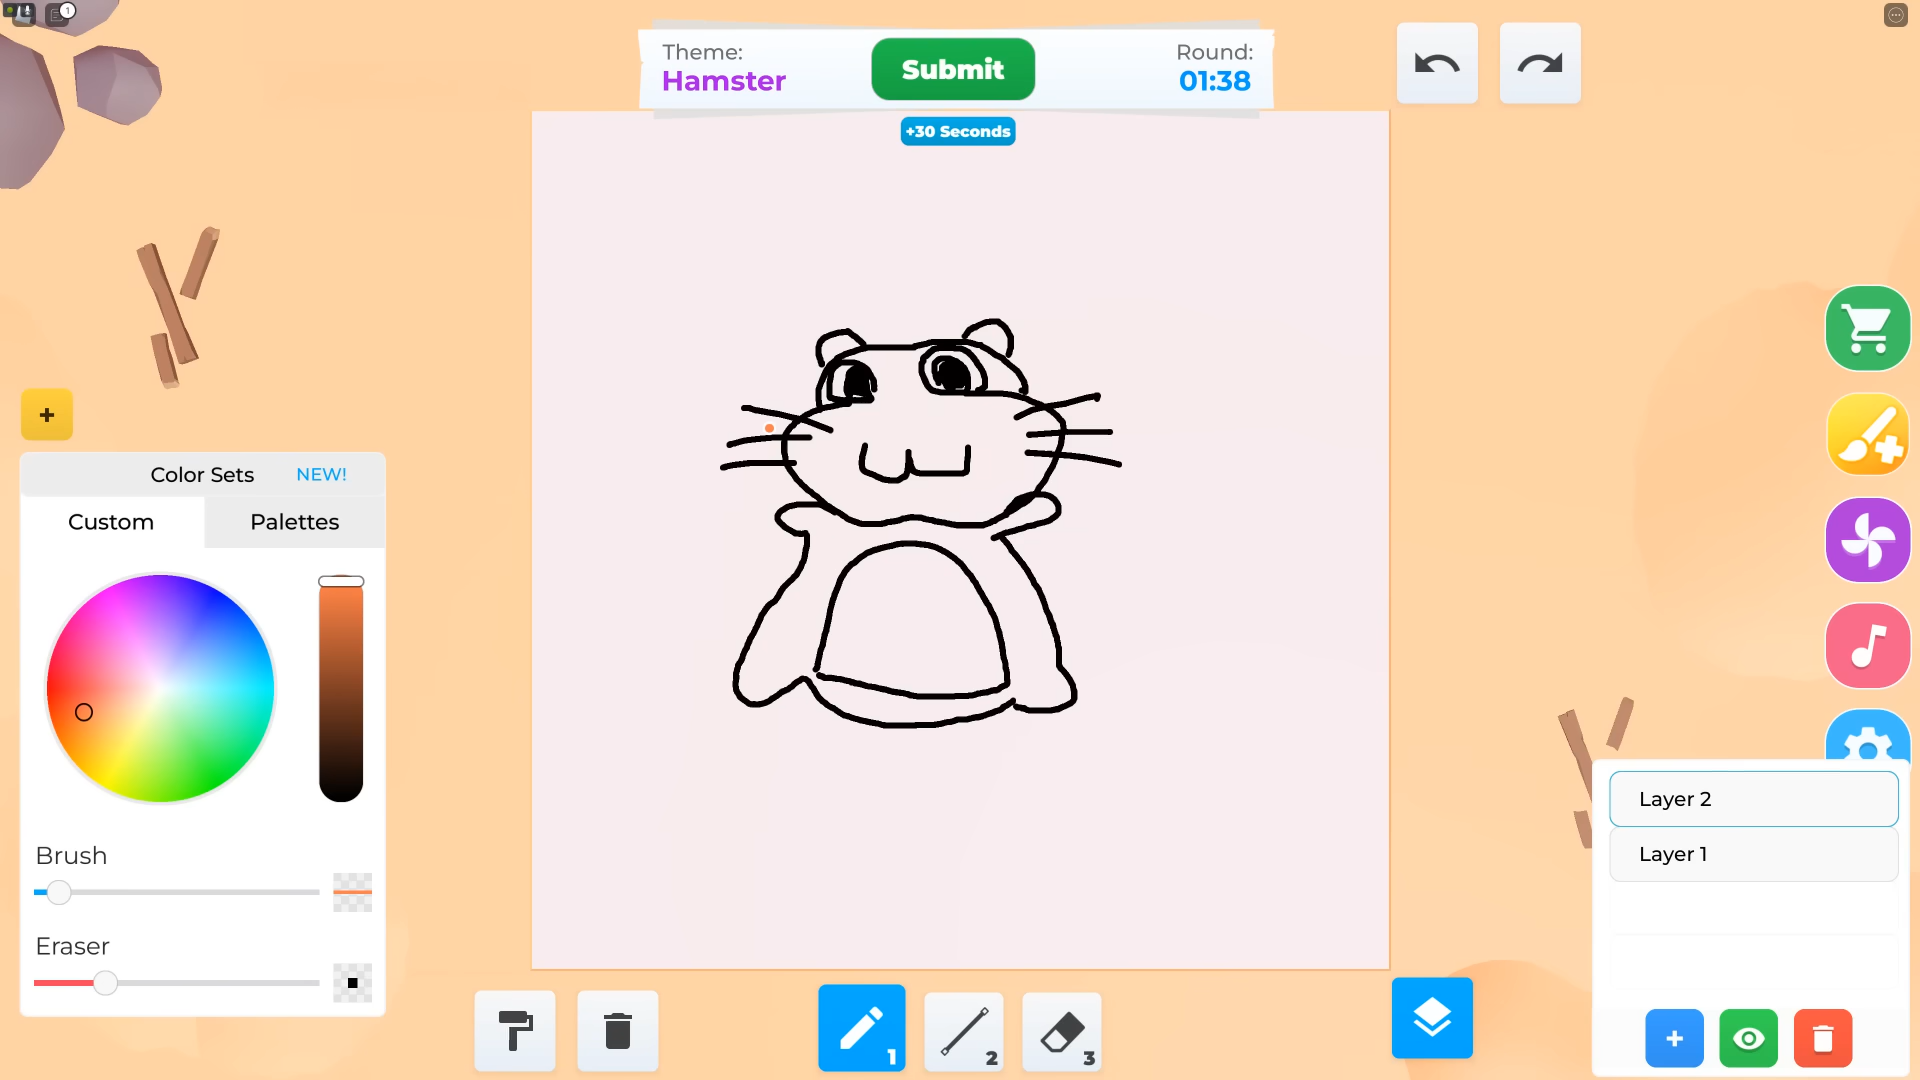 1
Theme:
Hamster
Submit
Round:
01:38
+30 Seconds
+
Color Sets NEW!
Custom Palettes
Brush
Eraser
1
2
3
Layer 2
Layer 1
+